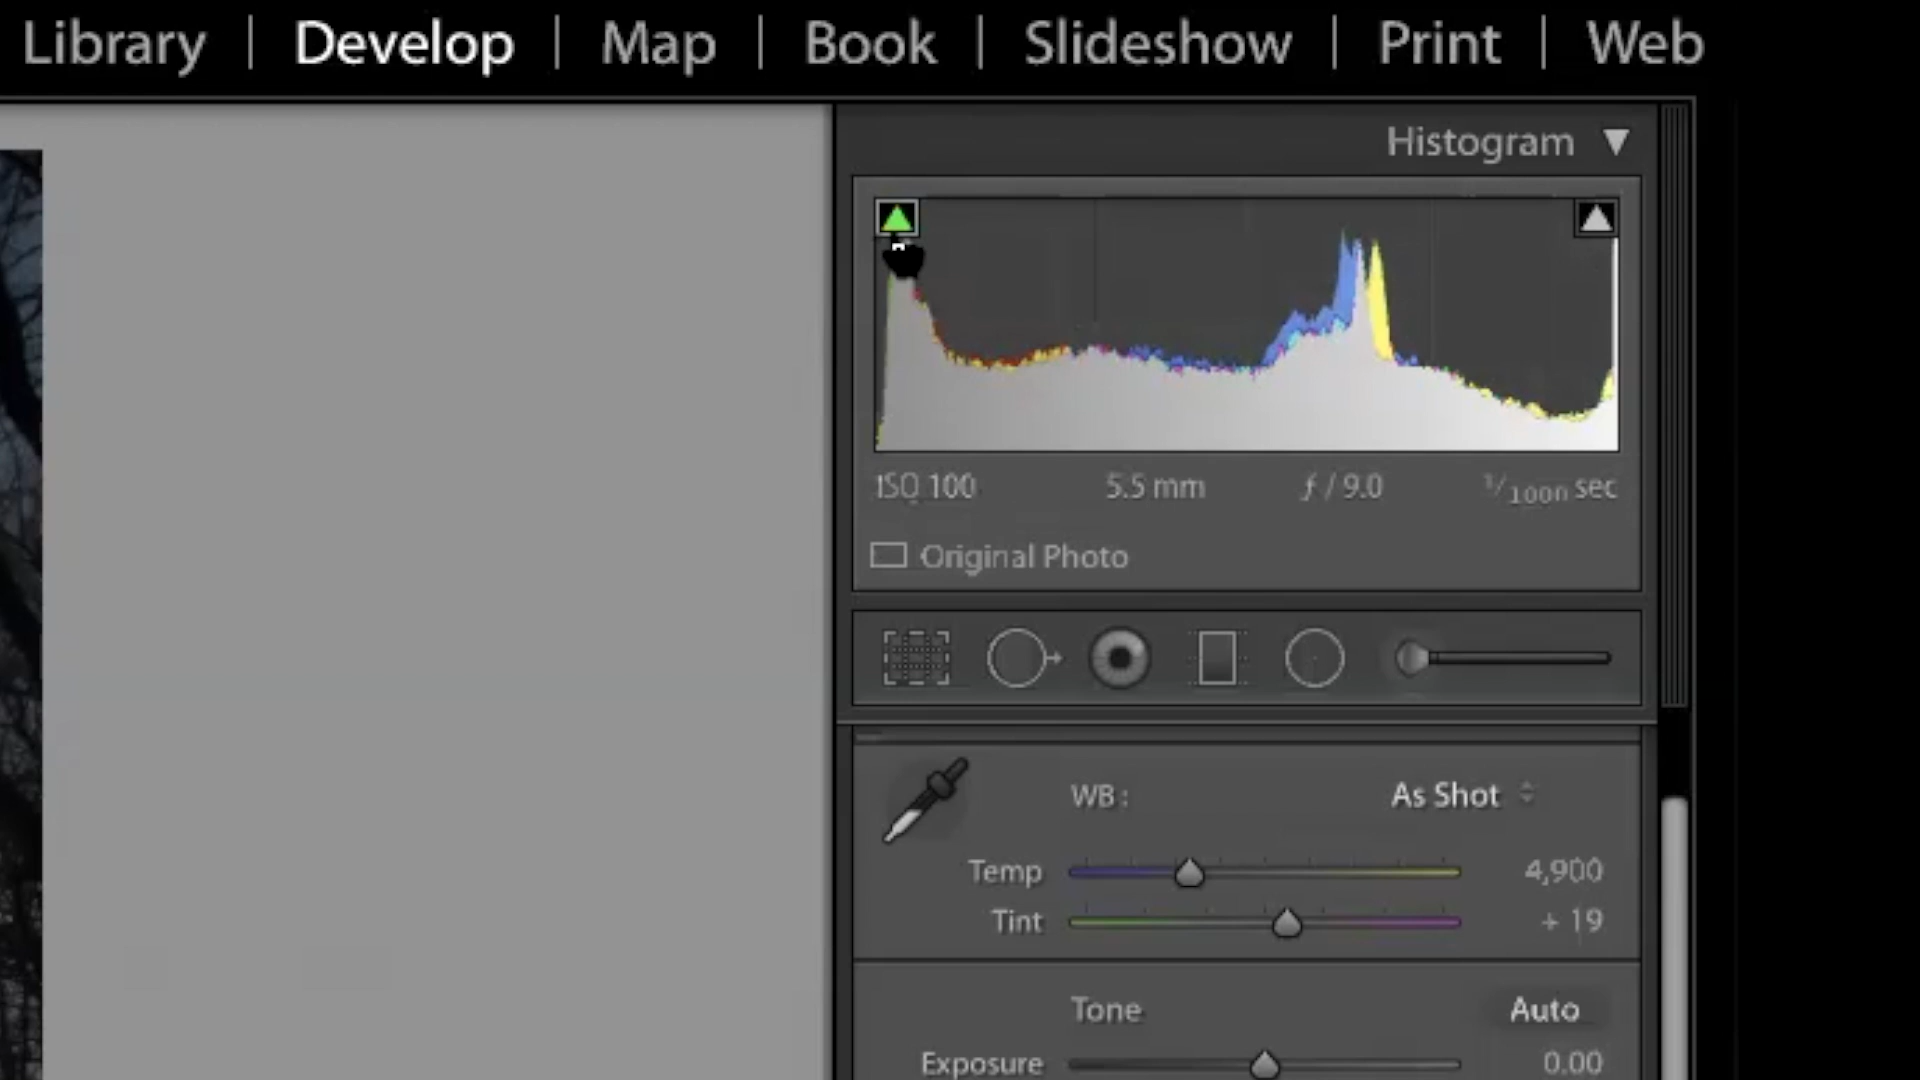 Library | Develop | Map | Book | Slideshow | Print | Web
Histogram
ISO 100 5.5 mm ƒ / 9.0 1/1000 sec
Original Photo
WB: As Shot
Temp 4,900
Tint + 19
Tone Auto
Exposure 0.00